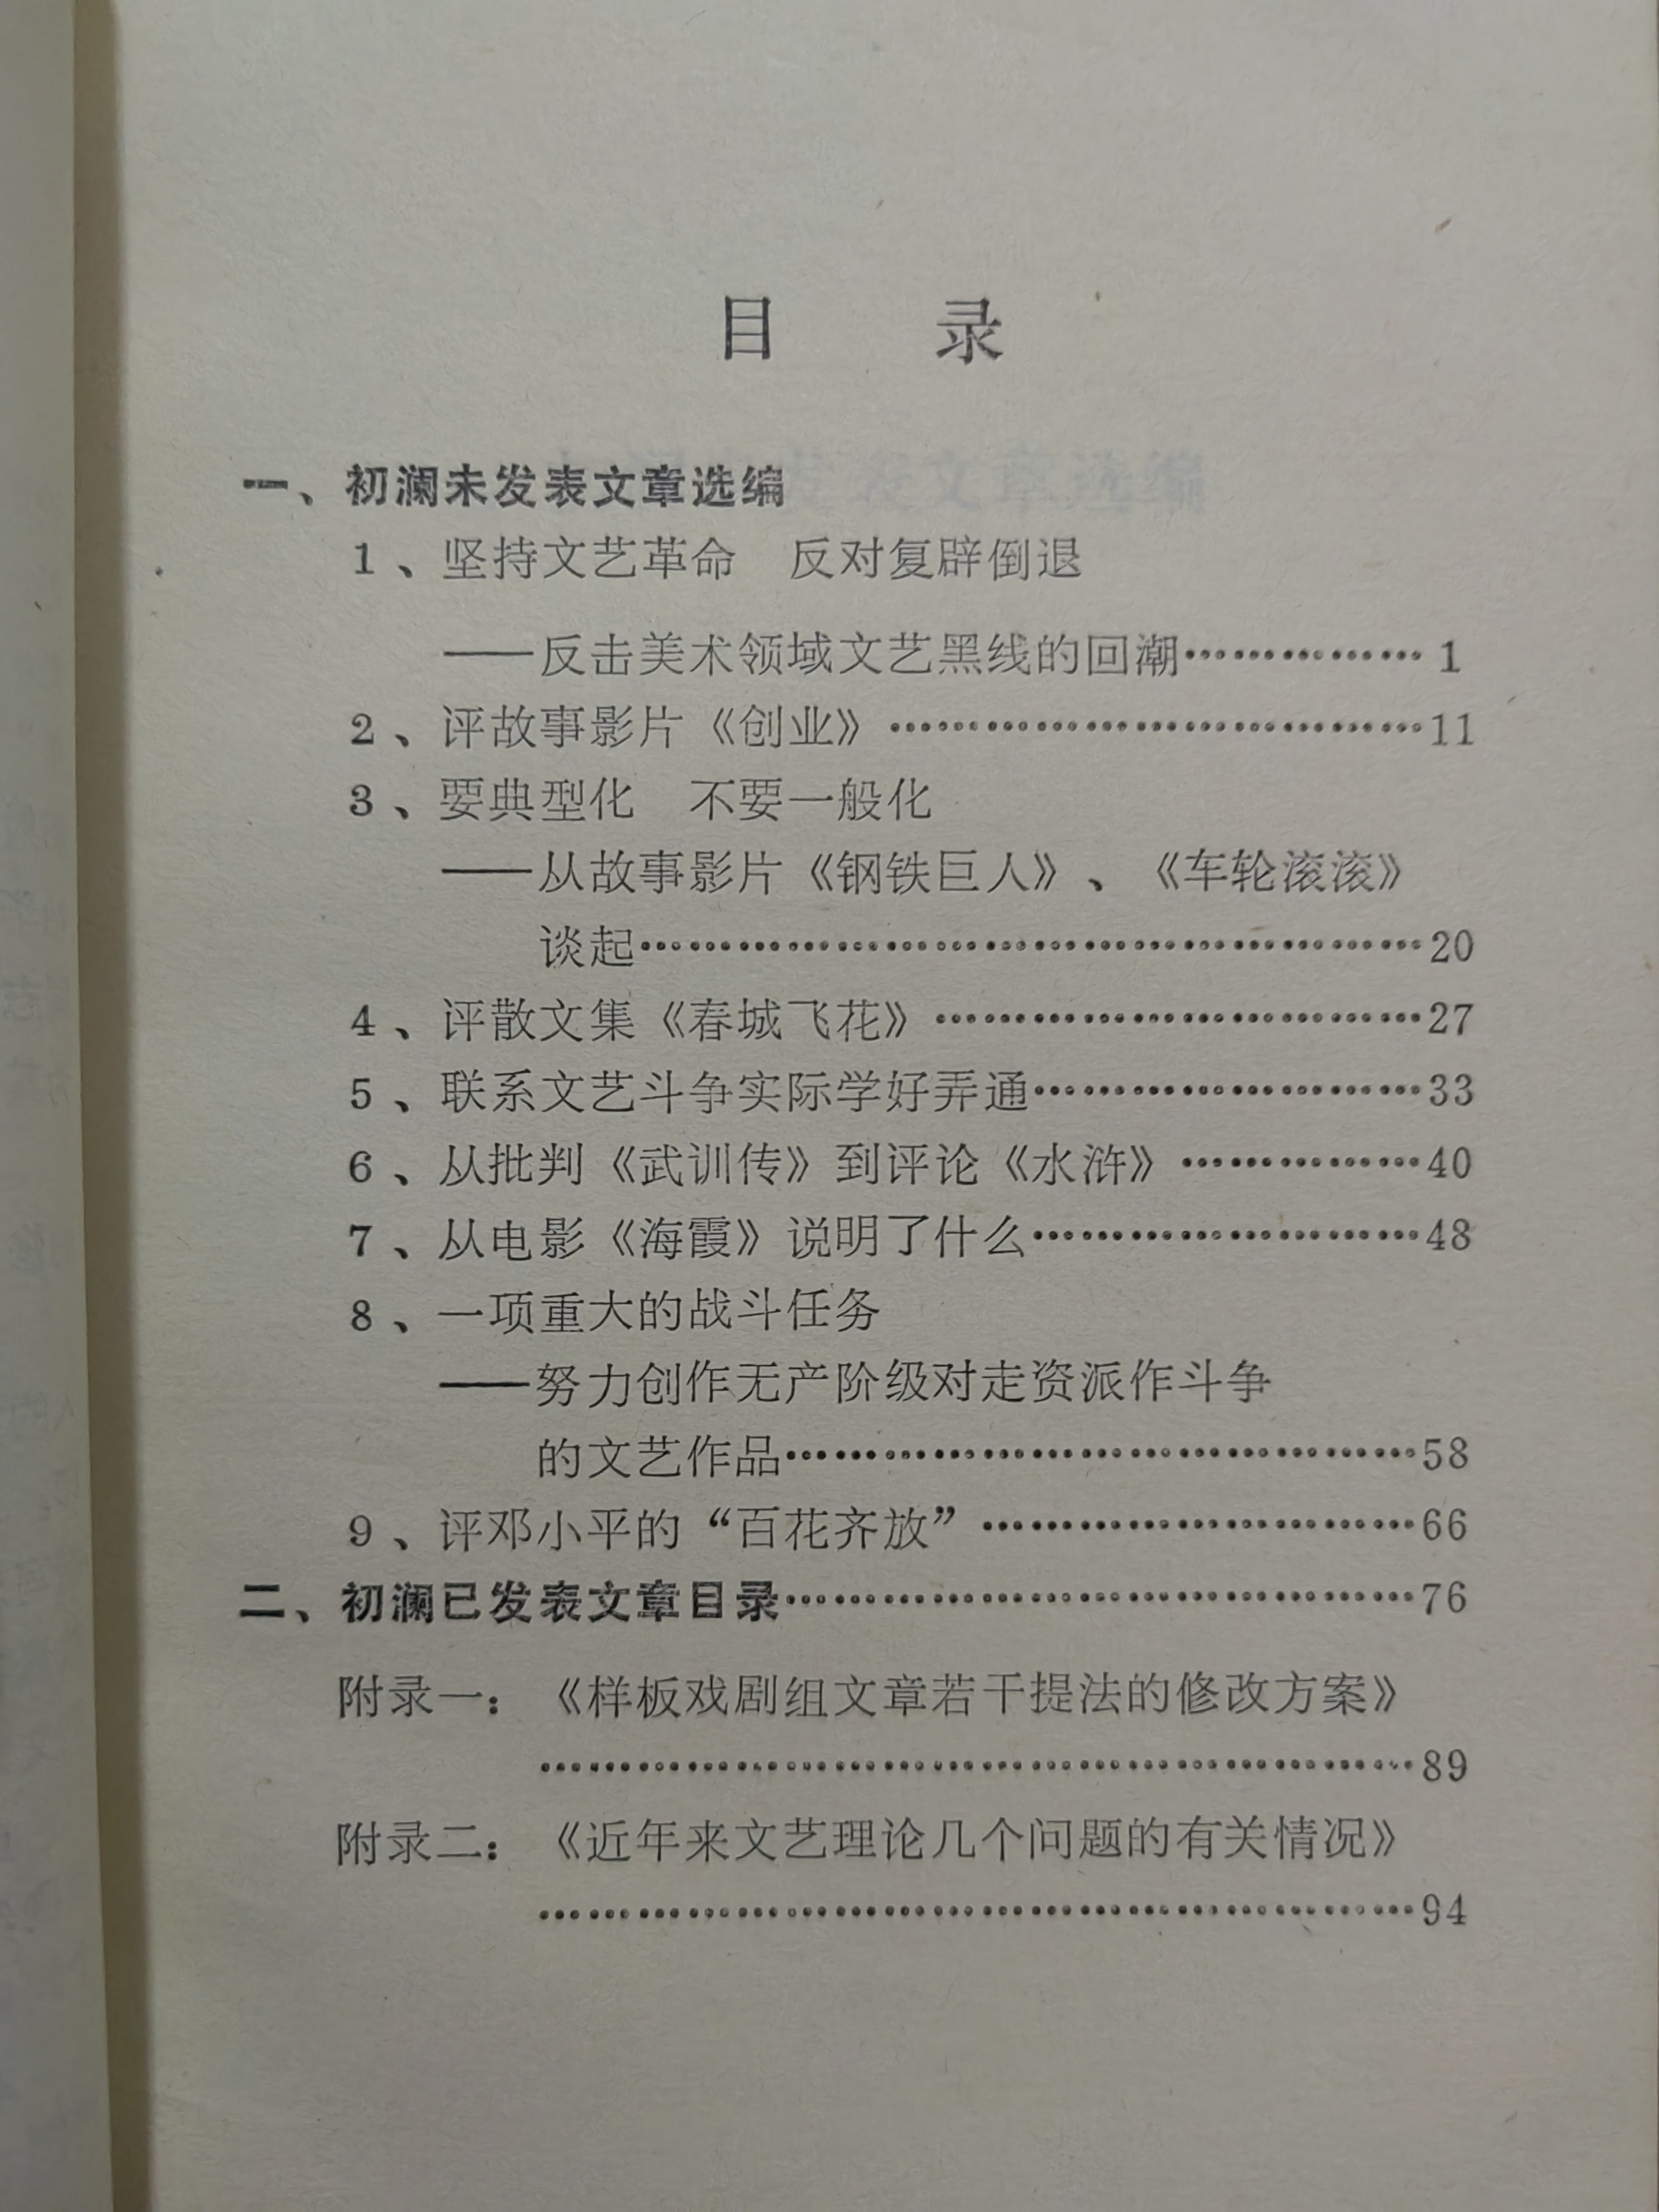 目 录
一、初澜未发表文章选编
1、坚持文艺革命 反对复辟倒退
——反击美术领域文艺黑线的回潮……………1
2、评故事影片《创业》……………………………11
3、要典型化 不要一般化
——从故事影片《钢铁巨人》、《车轮滚滚》
谈起…………………………………………20
4、评散文集《春城飞花》…………………………27
5、联系文艺斗争实际学好弄通……………………33
6、从批判《武训传》到评论《水浒》……………40
7、从电影《海霞》说明了什么……………………48
8、一项重大的战斗任务
——努力创作无产阶级对走资派作斗争
的文艺作品…………………………………58
9、评邓小平的“百花齐放”………………………66
二、初澜已发表文章目录…………………………………76
附录一：《样板戏剧组文章若干提法的修改方案》
………………………………………………89
附录二：《近年来文艺理论几个问题的有关情况》
………………………………………………94